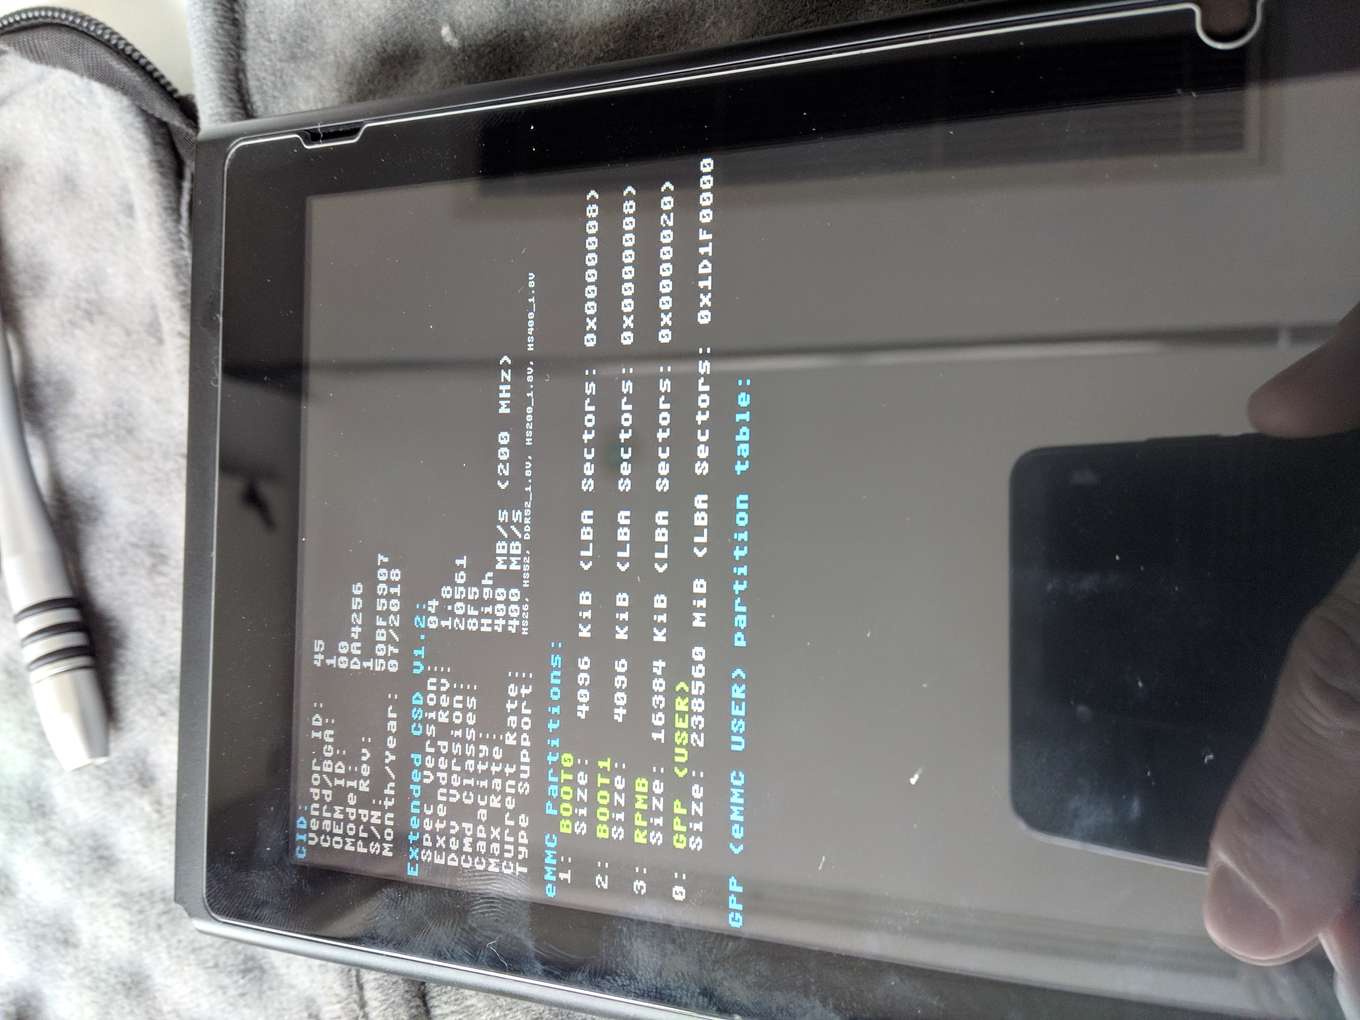 CID:
Vendor ID: 45
Card/BGA: 1
OEM ID: 00
Model: DA4256
Prd Rev: 1
S/N: 50BF5907
Month/Year: 07/2018
Extended CSD V1.2:
Spec Version: 04
Extended Rev: 1.8
Dev Version: 20561
Cmd Classes: 8F5
Capacity: High
Max Rate: 400 MB/s (200 MHz)
Current Rate: 400 MB/s
Type Support: HS26, HS52, DDR52_1.8V, HS200_1.8V, HS400_1.8V
eMMC Partitions:
1: BOOT0
Size: 4096 KiB (LBA Sectors: 0x000008)
2: BOOT1
Size: 4096 KiB (LBA Sectors: 0x000008)
3: RPMB
Size: 16384 KiB (LBA Sectors: 0x000020)
0: GPP (USER)
Size: 238560 MiB (LBA Sectors: 0x1D1F0000
GPP (eMMC USER) partition table: